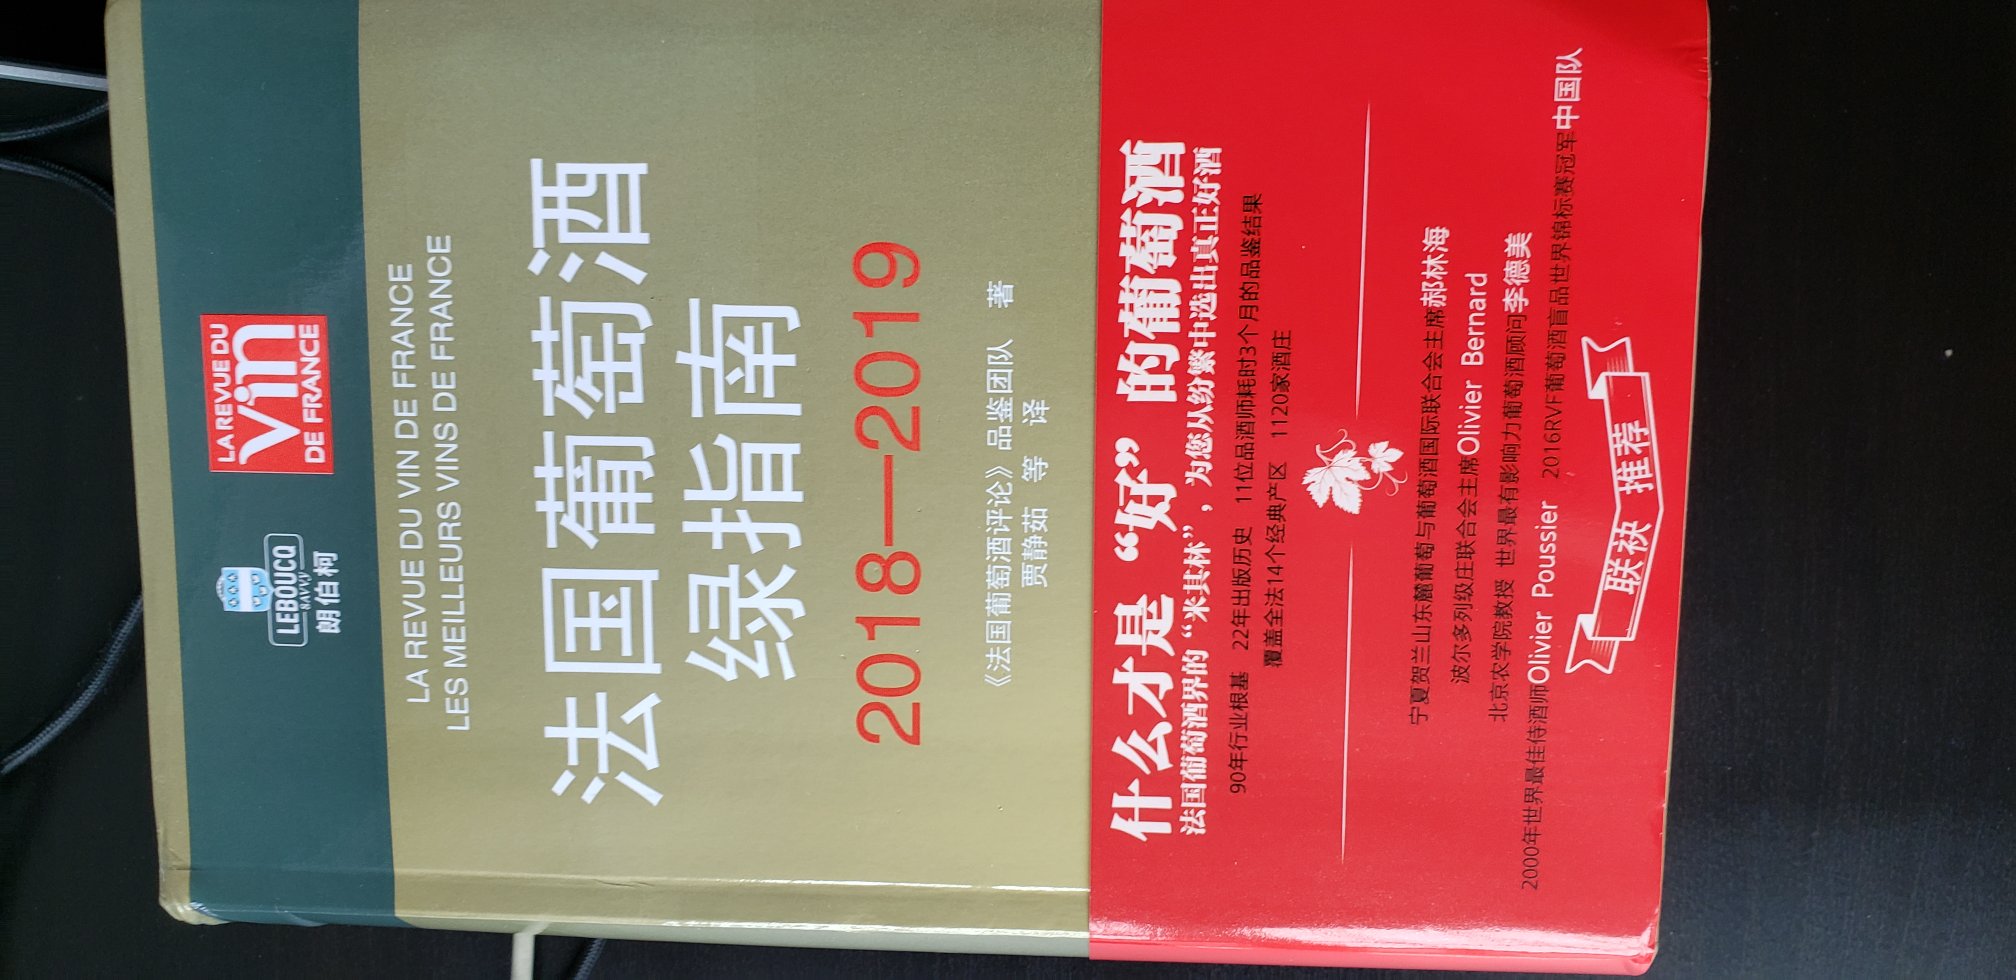 LEBOUCQ
SAVVY
朗伯柯
LA REVUE DU
Vin
DE FRANCE
LA REVUE DU VIN DE FRANCE
LES MEILLEURS VINS DE FRANCE
法国葡萄酒
绿指南
2018—2019
《法国葡萄酒评论》品鉴团队 著
贾静茹 等 译
什么才是“好”的葡萄酒
法国葡萄酒界的“米其林”，为您从纷繁中选出真正好酒
90年行业根基 22年出版历史 11位品酒师耗时3个月的品鉴结果
覆盖全法14个经典产区 1120家酒庄
宁夏贺兰山东麓葡萄与葡萄酒国际联合会主席郝林海
波尔多列级庄联合会主席Olivier Bernard
北京农学院教授 世界最有影响力葡萄酒顾问李德美
2000年世界最佳侍酒师Olivier Poussier 2016RVF葡萄酒盲品世界锦标赛冠军中国队
联袂 推荐